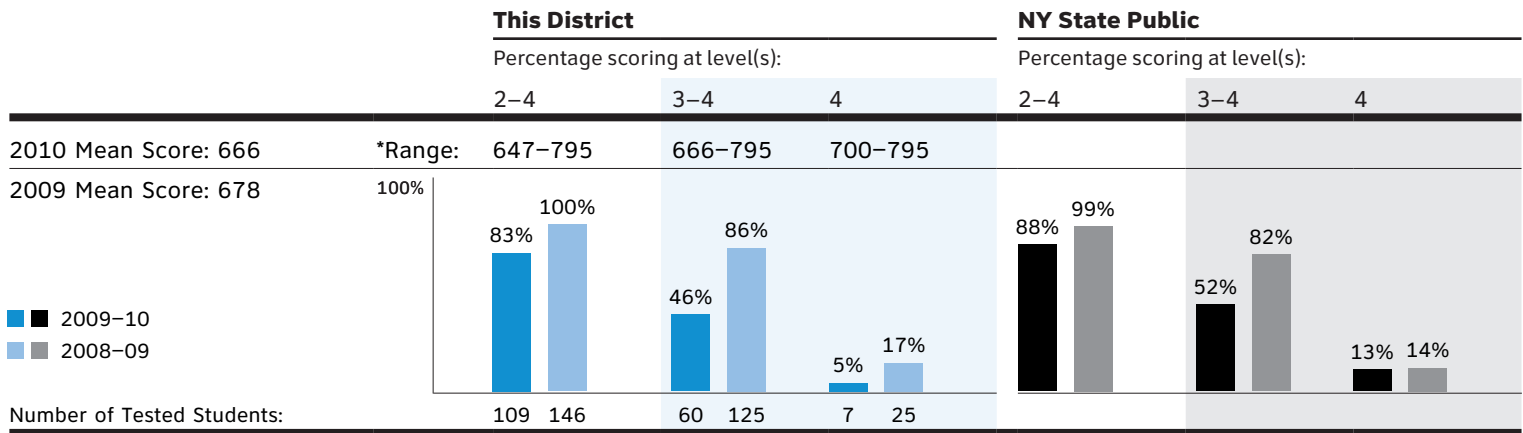 This District NY State Public
Percentage scoring at level(s): Percentage scoring at level(s):
2–4 3–4 4 2–4 3–4 4
2010 Mean Score: 666 *Range: 647–795 666–795 700–795
2009 Mean Score: 678 100%
83% 100% 46% 86% 5% 17% 88% 99% 52% 82% 13% 14%
2009–10
2008–09
Number of Tested Students: 109 146 60 125 7 25